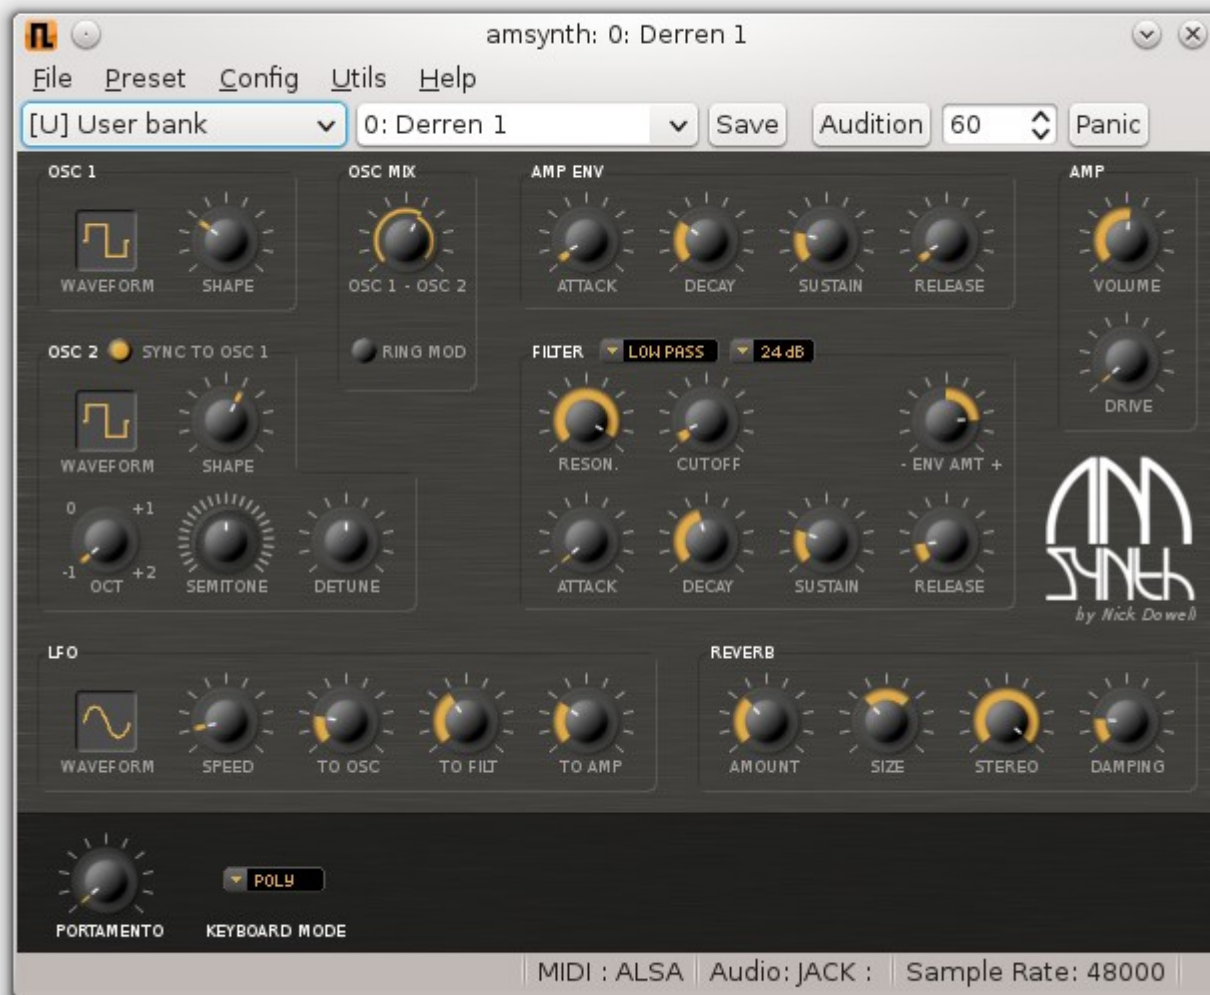 amsynth: 0: Derren 1
File Preset Config Utils Help
[U] User bank 0: Derren 1 Save Audition 60 Panic
OSC 1 OSC MIX AMP ENV AMP
WAVEFORM SHAPE OSC 1 - OSC 2 ATTACK DECAY SUSTAIN RELEASE VOLUME
OSC 2 SYNC TO OSC 1 RING MOD FILTER LOW PASS 24 dB
DRIVE
WAVEFORM SHAPE RESON. CUTOFF - ENV AMT +
0 +1
-1 +2
OCT SEMITONE DETUNE ATTACK DECAY SUSTAIN RELEASE
AM
SYNTH
by Nick Dowell
LFO REVERB
WAVEFORM SPEED TO OSC TO FILT TO AMP AMOUNT SIZE STEREO DAMPING
POLY
PORTAMENTO KEYBOARD MODE
MIDI : ALSA Audio: JACK : Sample Rate: 48000